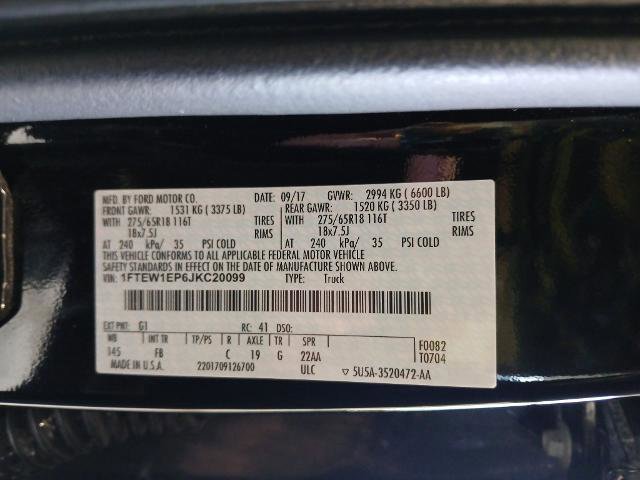 MFD. BY FORD MOTOR CO. DATE: 09/17 GVWR: 2994 KG ( 6600 LB)
FRONT GAWR: 1531 KG ( 3375 LB) REAR GAWR: 1520 KG ( 3350 LB)
WITH 275/65R18 116T TIRES WITH 275/65R18 116T TIRES
18x7.5J RIMS 18x7.5J RIMS
AT 240 kPa/ 35 PSI COLD AT 240 kPa/ 35 PSI COLD
THIS VEHICLE CONFORMS TO ALL APPLICABLE FEDERAL MOTOR VEHICLE
SAFETY STANDARDS IN EFFECT ON THE DATE OF MANUFACTURE SHOWN ABOVE.
VIN: 1FTEW1EP6JKC20099 TYPE: Truck
EXT PNT: G1 RC: 41 DSO:
WB INT TR TP/PS R AXLE TR SPR F0082
145 FB C 19 G 22AA T0704
MADE IN U.S.A. 2201709126700 ULC ▽ 5U5A-3520472-AA